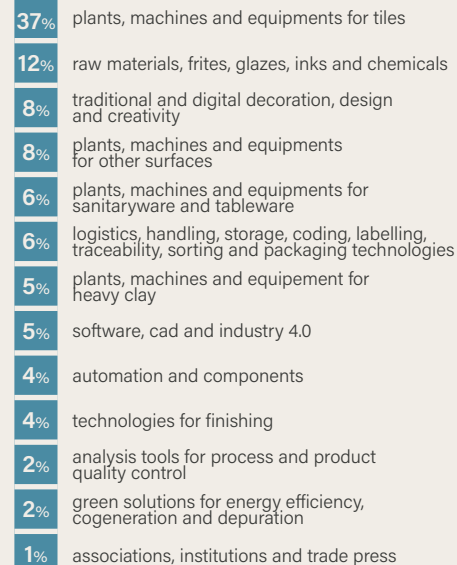 37% plants, machines and equipments for tiles
12% raw materials, frites, glazes, inks and chemicals
8% traditional and digital decoration, design
and creativity
8% plants, machines and equipments
for other surfaces
6% plants, machines and equipments for
sanitaryware and tableware
6% logistics, handling, storage, coding, labelling,
traceability, sorting and packaging technologies
5% plants, machines and equipement for
heavy clay
5% software, cad and industry 4.0
4% automation and components
4% technologies for finishing
2% analysis tools for process and product
quality control
2% green solutions for energy efficiency,
cogeneration and depuration
1% associations, institutions and trade press